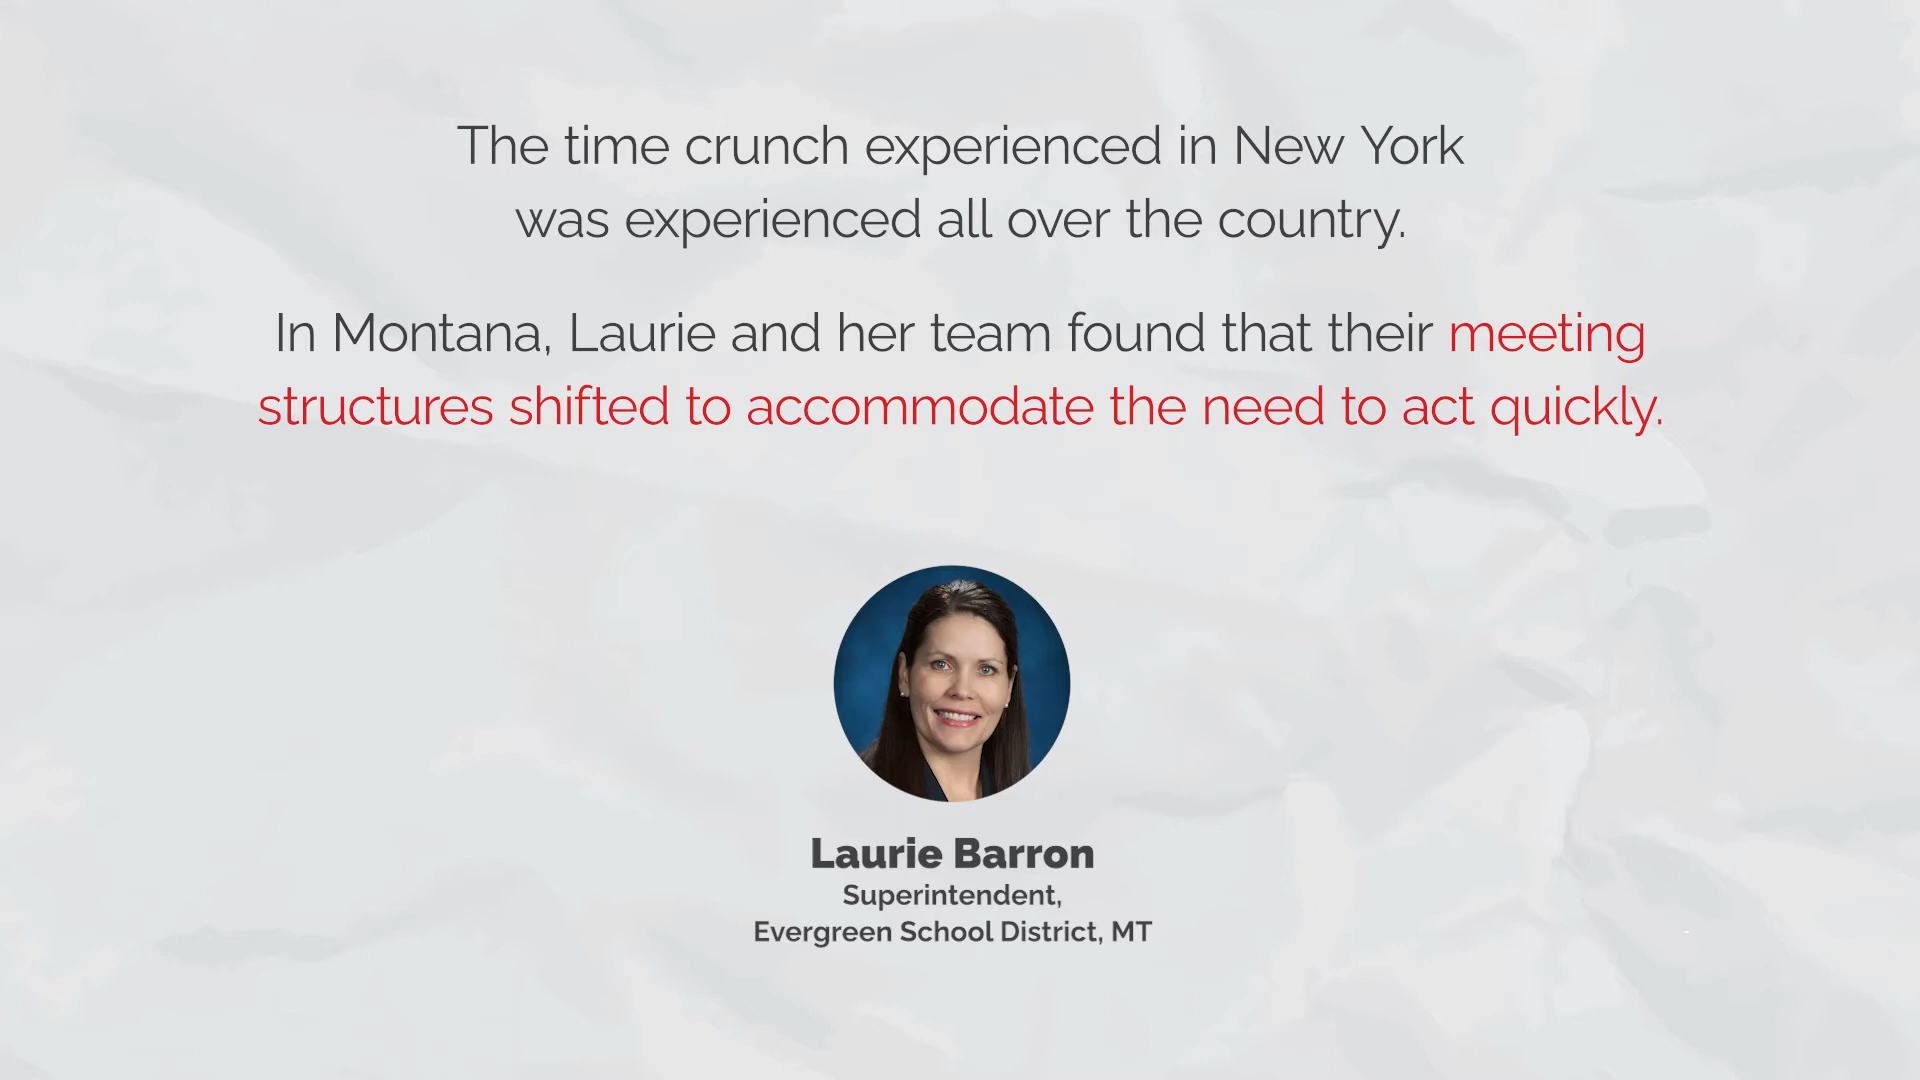 The time crunch experienced in New York
was experienced all over the country.
In Montana, Laurie and her team found that their meeting
structures shifted to accommodate the need to act quickly.
Laurie Barron
Superintendent,
Evergreen School District, MT